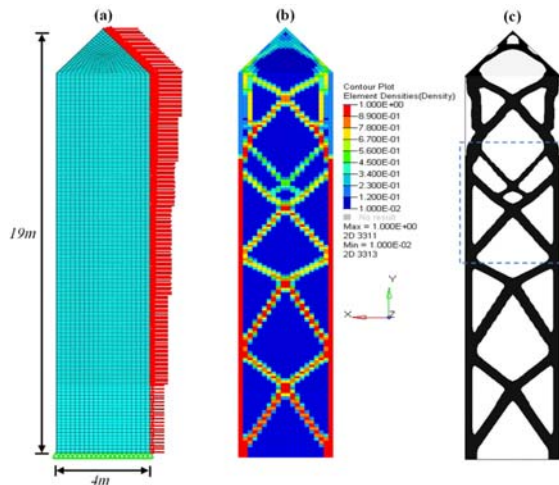 (a)
(b)
(c)
19m
4m
Contour Plot
Element Densities(Density)
1.000E+00
8.900E-01
7.800E-01
6.700E-01
5.600E-01
4.500E-01
3.400E-01
2.300E-01
1.200E-01
1.000E-02
No result
Max = 1.000E+00
2D 3311
Min = 1.000E-02
2D 3313
Y
X
Z